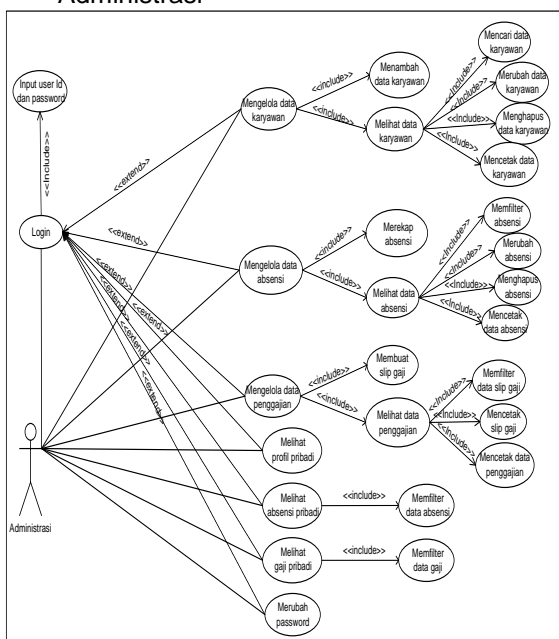 Administrasi
Input user Id
dan password
<<Include>>
Login
Administrasi
<<extend>>
<<extend>>
<<extend>>
<<extend>>
<<extend>>
<<extend>>
<<extend>>
Mengelola data
karyawan
<<include>>
<<include>>
Menambah
data karyawan
Melihat data
karyawan
<<Include>>
<<Include>>
<<Include>>
<<Include>>
Mencari data
karyawan
Merubah data
karyawan
Menghapus
data karyawan
Mencetak data
karyawan
Mengelola data
absensi
<<include>>
<<include>>
Merekap
absensi
Melihat data
absensi
<<Include>>
<<Include>>
<<Include>>
<<Include>>
Memfilter
absensi
Merubah
absensi
Menghapus
absensi
Mencetak
data absensi
Mengelola data
penggajian
<<include>>
<<include>>
Membuat
slip gaji
Melihat data
penggajian
<<Include>>
<<Include>>
<<Include>>
Memfilter
data slip gaji
Mencetak
slip gaji
Mencetak data
penggajian
Melihat
profil pribadi
Melihat
absensi pribadi
<<include>>
Memfilter
data absensi
Melihat
gaji pribadi
<<include>>
Memfilter
data gaji
Merubah
password